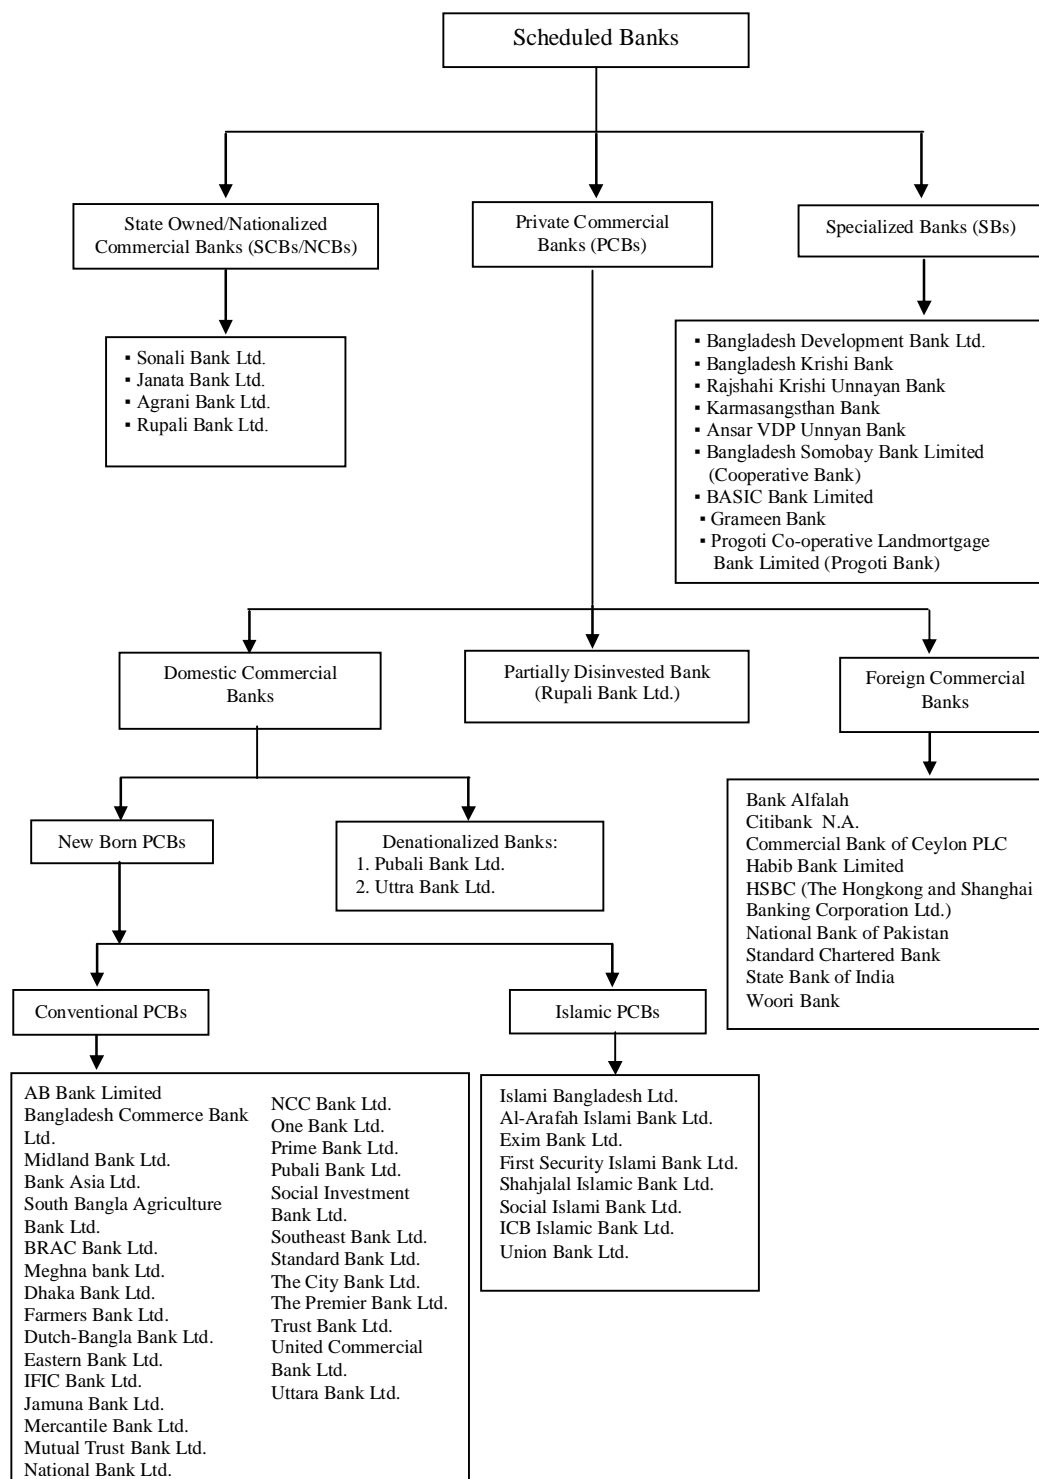 Scheduled Banks
State Owned/Nationalized
Commercial Banks (SCBs/NCBs)
Private Commercial
Banks (PCBs)
Specialized Banks (SBs)
▪ Sonali Bank Ltd.
▪ Janata Bank Ltd.
▪ Agrani Bank Ltd.
▪ Rupali Bank Ltd.
▪ Bangladesh Development Bank Ltd.
▪ Bangladesh Krishi Bank
▪ Rajshahi Krishi Unnayan Bank
▪ Karmasangsthan Bank
▪ Ansar VDP Unnyan Bank
▪ Bangladesh Somobay Bank Limited
(Cooperative Bank)
▪ BASIC Bank Limited
▪ Grameen Bank
▪ Progoti Co-operative Landmortgage
Bank Limited (Progoti Bank)
Domestic Commercial
Banks
Partially Disinvested Bank
(Rupali Bank Ltd.)
Foreign Commercial
Banks
New Born PCBs
Denationalized Banks:
1. Pubali Bank Ltd.
2. Uttra Bank Ltd.
Bank Alfalah
Citibank N.A.
Commercial Bank of Ceylon PLC
Habib Bank Limited
HSBC (The Hongkong and Shanghai
Banking Corporation Ltd.)
National Bank of Pakistan
Standard Chartered Bank
State Bank of India
Woori Bank
Conventional PCBs
Islamic PCBs
AB Bank Limited
Bangladesh Commerce Bank
Ltd.
Midland Bank Ltd.
Bank Asia Ltd.
South Bangla Agriculture
Bank Ltd.
BRAC Bank Ltd.
Meghna bank Ltd.
Dhaka Bank Ltd.
Farmers Bank Ltd.
Dutch-Bangla Bank Ltd.
Eastern Bank Ltd.
IFIC Bank Ltd.
Jamuna Bank Ltd.
Mercantile Bank Ltd.
Mutual Trust Bank Ltd.
National Bank Ltd.
NCC Bank Ltd.
One Bank Ltd.
Prime Bank Ltd.
Pubali Bank Ltd.
Social Investment
Bank Ltd.
Southeast Bank Ltd.
Standard Bank Ltd.
The City Bank Ltd.
The Premier Bank Ltd.
Trust Bank Ltd.
United Commercial
Bank Ltd.
Uttara Bank Ltd.
Islami Bangladesh Ltd.
Al-Arafah Islami Bank Ltd.
Exim Bank Ltd.
First Security Islami Bank Ltd.
Shahjalal Islamic Bank Ltd.
Social Islami Bank Ltd.
ICB Islamic Bank Ltd.
Union Bank Ltd.